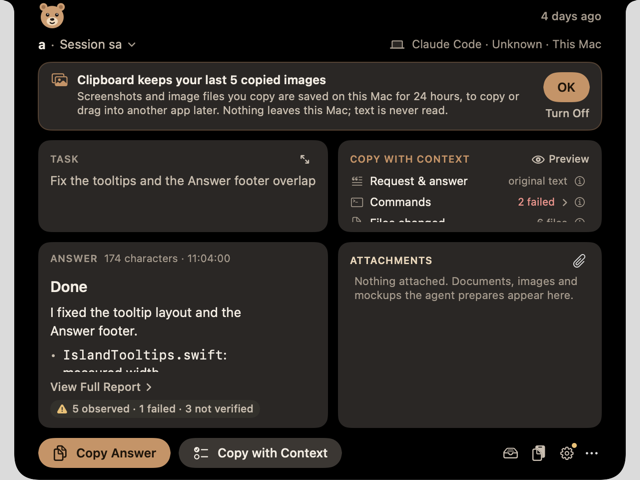 4 days ago
a · Session sa
Claude Code · Unknown · This Mac
Clipboard keeps your last 5 copied images
Screenshots and image files you copy are saved on this Mac for 24 hours, to copy or
drag into another app later. Nothing leaves this Mac; text is never read.
OK
Turn Off
TASK
Fix the tooltips and the Answer footer overlap
COPY WITH CONTEXT
Preview
Request & answer
original text
Commands
2 failed
Files changed
6 files
ANSWER 174 characters · 11:04:00
Done
I fixed the tooltip layout and the
Answer footer.
• IslandTooltips.swift:
measured width
View Full Report
5 observed · 1 failed · 3 not verified
ATTACHMENTS
Nothing attached. Documents, images and
mockups the agent prepares appear here.
Copy Answer
Copy with Context